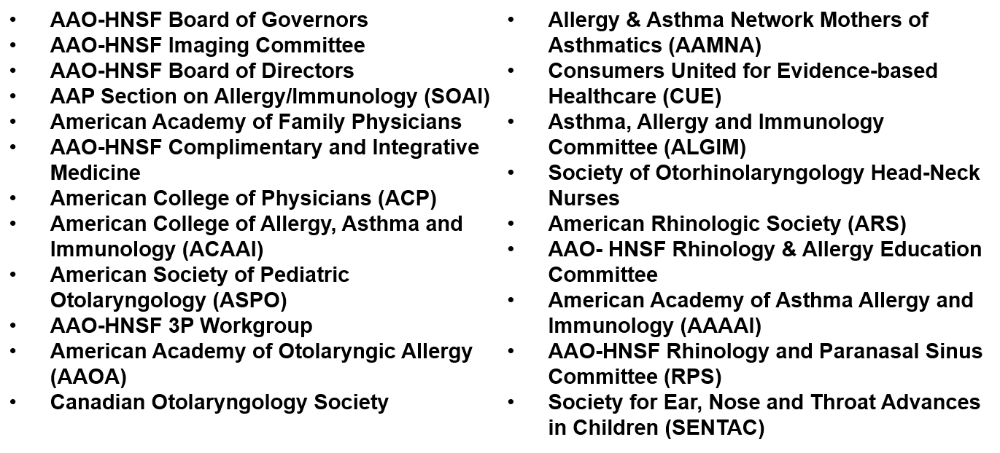 • AAO-HNSF Board of Governors
• AAO-HNSF Imaging Committee
• AAO-HNSF Board of Directors
• AAP Section on Allergy/Immunology (SOAI)
• American Academy of Family Physicians
• AAO-HNSF Complimentary and Integrative
Medicine
• American College of Physicians (ACP)
• American College of Allergy, Asthma and
Immunology (ACAAI)
• American Society of Pediatric
Otolaryngology (ASPO)
• AAO-HNSF 3P Workgroup
• American Academy of Otolaryngic Allergy
(AAOA)
• Canadian Otolaryngology Society
• Allergy & Asthma Network Mothers of
Asthmatics (AAMNA)
• Consumers United for Evidence-based
Healthcare (CUE)
• Asthma, Allergy and Immunology
Committee (ALGIM)
• Society of Otorhinolaryngology Head-Neck
Nurses
• American Rhinologic Society (ARS)
• AAO- HNSF Rhinology & Allergy Education
Committee
• American Academy of Asthma Allergy and
Immunology (AAAAI)
• AAO-HNSF Rhinology and Paranasal Sinus
Committee (RPS)
• Society for Ear, Nose and Throat Advances
in Children (SENTAC)